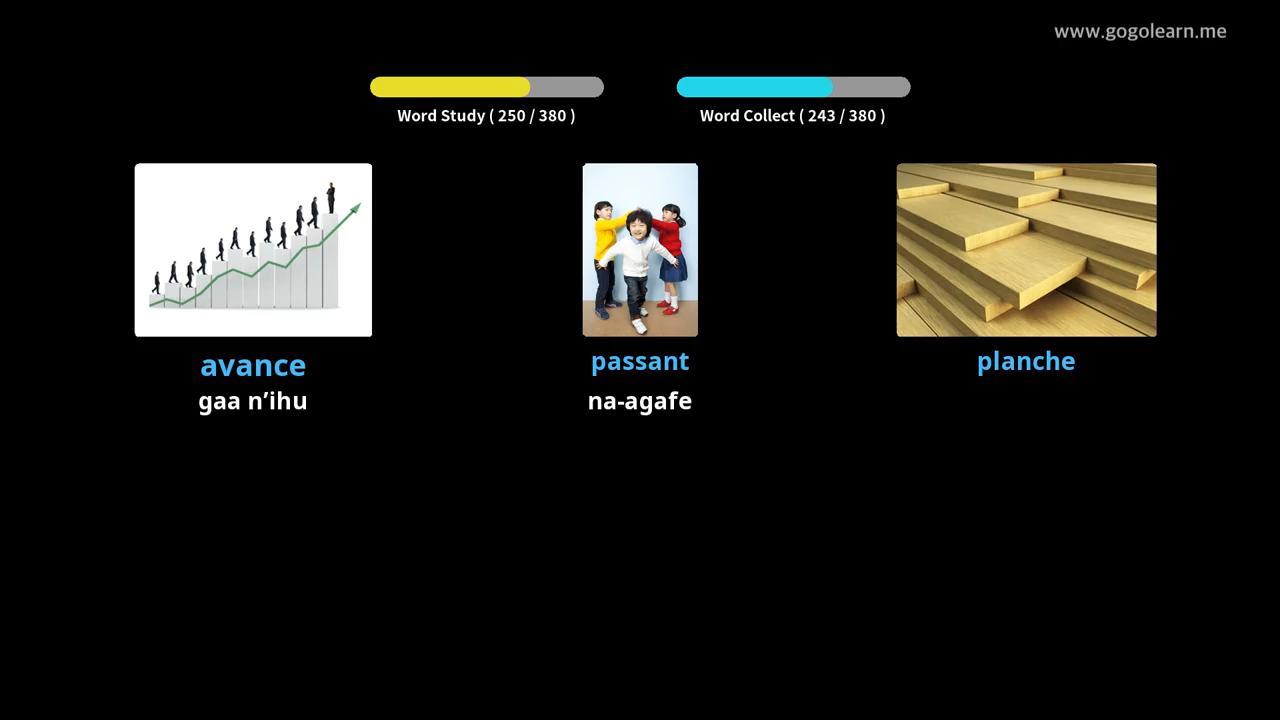 www.gogolearn.me
Word Study ( 250 / 380 )
Word Collect ( 243 / 380 )
avance
gaa n’ihu
passant
na-agafe
planche